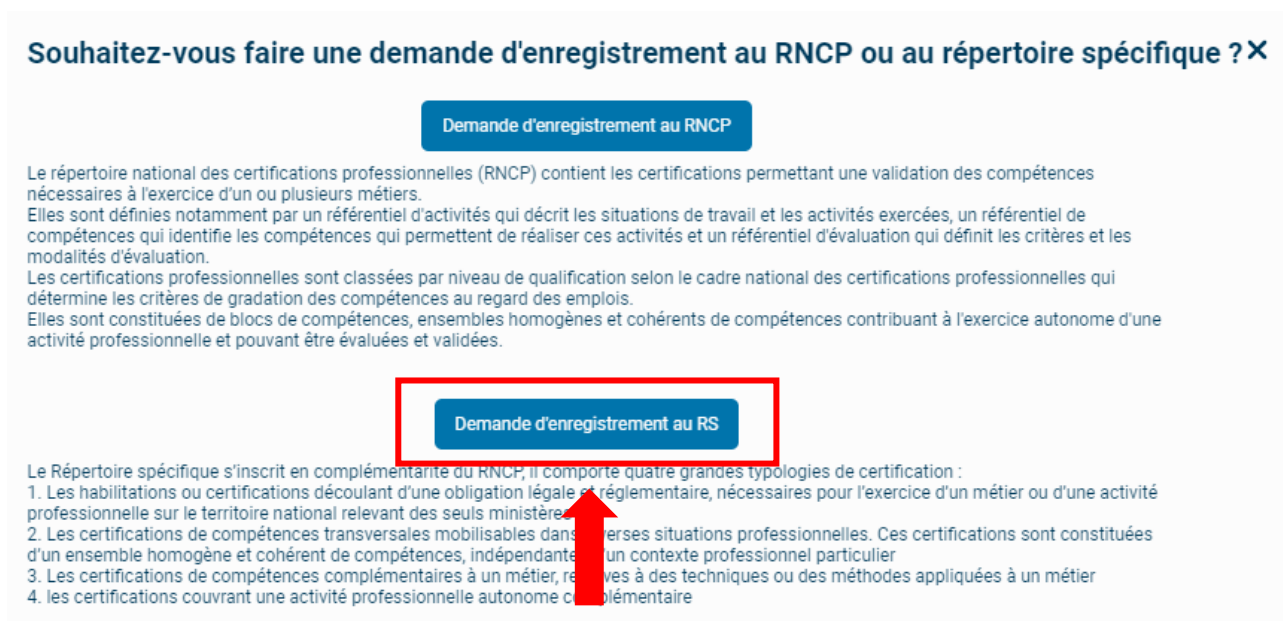 Souhaitez-vous faire une demande d'enregistrement au RNCP ou au répertoire spécifique ?
Demande d'enregistrement au RNCP
Le répertoire national des certifications professionnelles (RNCP) contient les certifications permettant une validation des compétences
nécessaires à l'exercice d'un ou plusieurs métiers.
Elles sont définies notamment par un référentiel d'activités qui décrit les situations de travail et les activités exercées, un référentiel de
compétences qui identifie les compétences qui permettent de réaliser ces activités et un référentiel d'évaluation qui définit les critères et les
modalités d'évaluation.
Les certifications professionnelles sont classées par niveau de qualification selon le cadre national des certifications professionnelles qui
détermine les critères de gradation des compétences au regard des emplois.
Elles sont constituées de blocs de compétences, ensembles homogènes et cohérents de compétences contribuant à l'exercice autonome d'une
activité professionnelle et pouvant être évaluées et validées.
Demande d'enregistrement au RS
Le Répertoire spécifique s'inscrit en complémentarité du RNCP, il comporte quatre grandes typologies de certification :
1. Les habilitations ou certifications découlant d'une obligation légale et réglementaire, nécessaires pour l'exercice d'un métier ou d'une activité
professionnelle sur le territoire national relevant des seuls ministères
2. Les certifications de compétences transversales mobilisables dans verses situations professionnelles. Ces certifications sont constituées
d'un ensemble homogène et cohérent de compétences, indépendante un contexte professionnel particulier
3. Les certifications de compétences complémentaires à un métier, à des techniques ou des méthodes appliquées à un métier
4. les certifications couvrant une activité professionnelle autonome